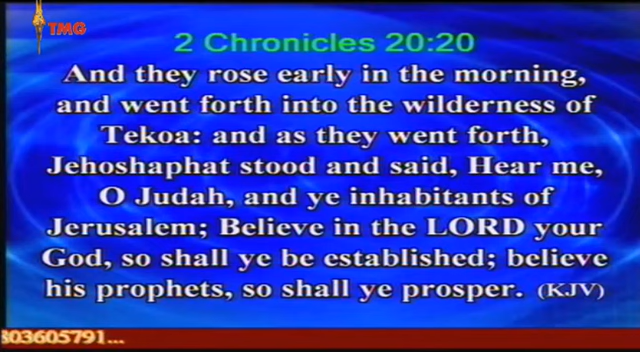 TMG
2 Chronicles 20:20
And they rose early in the morning,
and went forth into the wilderness of
Tekoa: and as they went forth,
Jehoshaphat stood and said, Hear me,
O Judah, and ye inhabitants of
Jerusalem; Believe in the LORD your
God, so shall ye be established; believe
his prophets, so shall ye prosper. (KJV)
803605791...